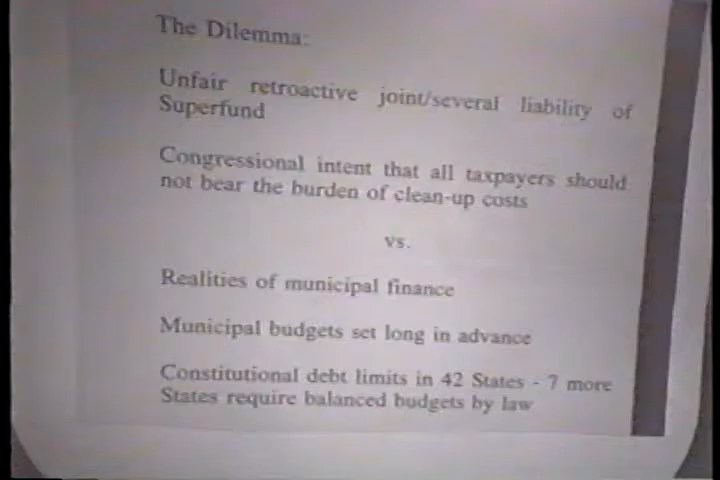 The Dilemma:
Unfair retroactive joint/several liability of
Superfund
Congressional intent that all taxpayers should
not bear the burden of clean-up costs
vs.
Realities of municipal finance
Municipal budgets set long in advance
Constitutional debt limits in 42 States - 7 more
States require balanced budgets by law